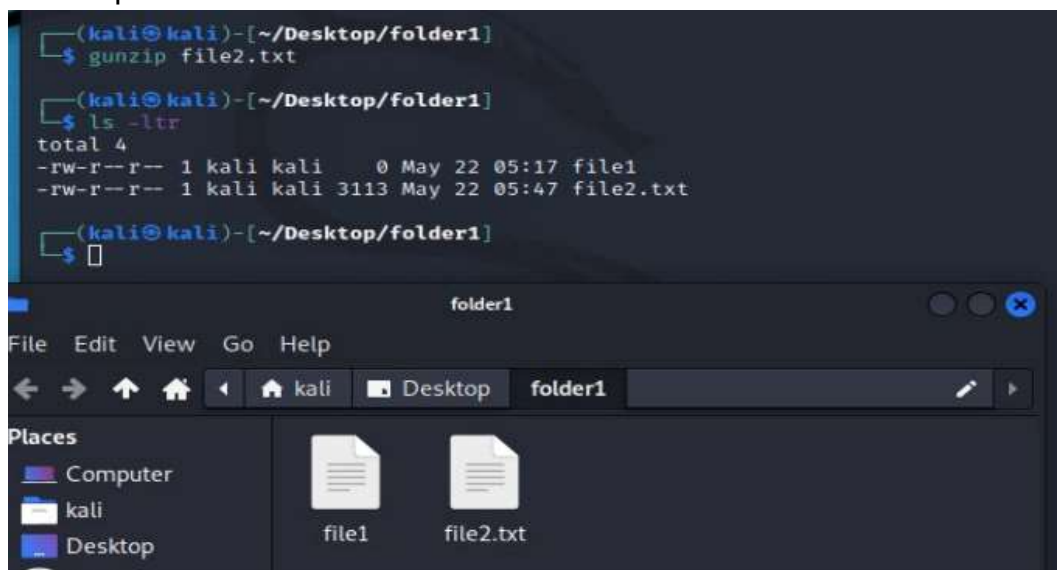 ┌──(kali㉿kali)-[~/Desktop/folder1]
└─$ gunzip file2.txt
┌──(kali㉿kali)-[~/Desktop/folder1]
└─$ ls -ltr
total 4
-rw-r--r-- 1 kali kali    0 May 22 05:17 file1
-rw-r--r-- 1 kali kali 3113 May 22 05:47 file2.txt
┌──(kali㉿kali)-[~/Desktop/folder1]
└─$
folder1
File Edit View Go Help
kali Desktop folder1
Places
Computer
kali
Desktop
file1 file2.txt